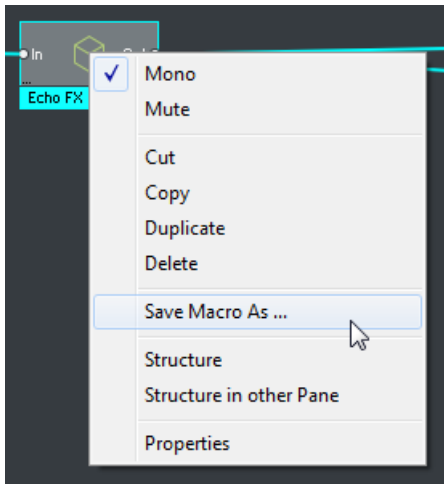 In
...
Echo FX
Mono
Mute
Cut
Copy
Duplicate
Delete
Save Macro As ...
Structure
Structure in other Pane
Properties